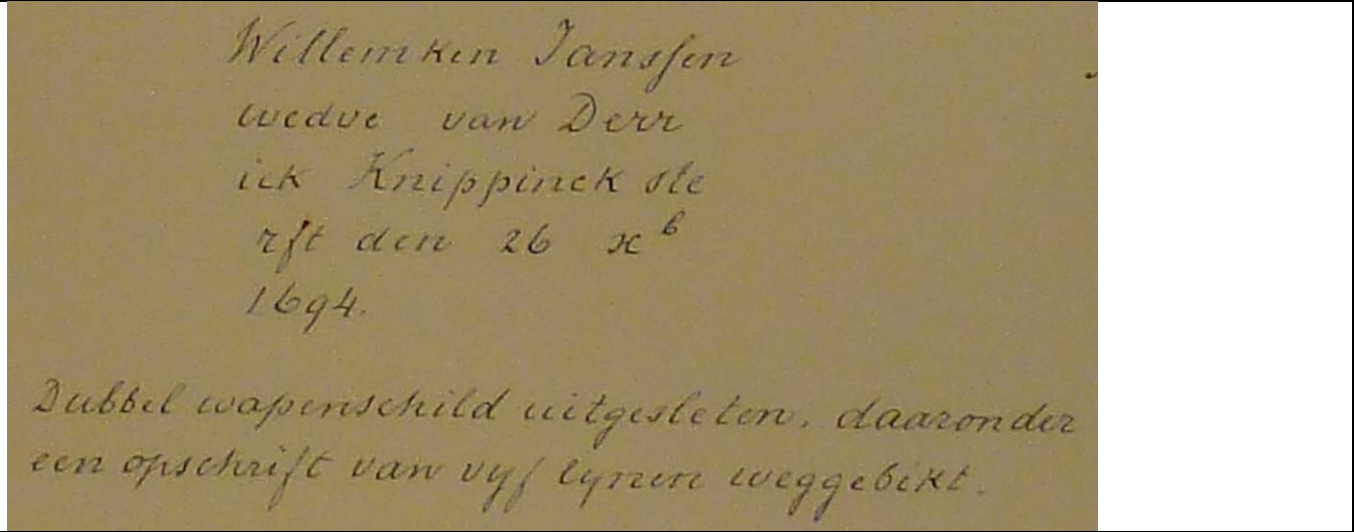 Willemken Janssen
wedve van Derr
ick Knippinck ste
rft den 26 xᵇ
1694.
Dubbel wapenschild uitgesleten, daaronder
een opschrift van vyf lynen weggebikt.